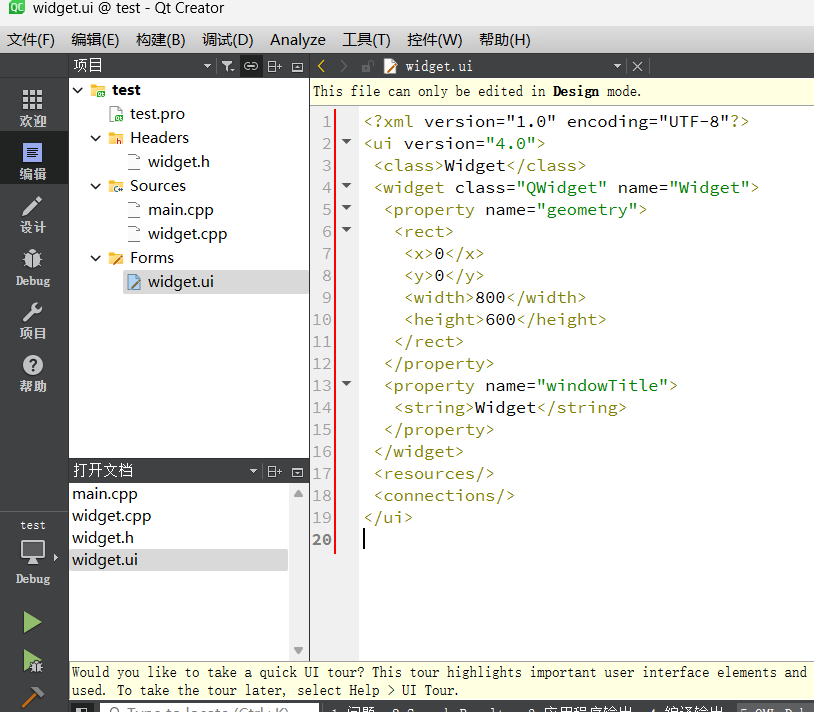 QC widget.ui @ test - Qt Creator
文件(F) 编辑(E) 构建(B) 调试(D) Analyze 工具(T) 控件(W) 帮助(H)
项目
widget.ui
欢迎
编辑
设计
Debug
项目
帮助
test
Debug
test
test.pro
Headers
widget.h
Sources
main.cpp
widget.cpp
Forms
widget.ui
打开文档
main.cpp
widget.cpp
widget.h
widget.ui
This file can only be edited in Design mode.
1 <?xml version="1.0" encoding="UTF-8"?>
2 <ui version="4.0">
3 <class>Widget</class>
4 <widget class="QWidget" name="Widget">
5 <property name="geometry">
6 <rect>
7 <x>0</x>
8 <y>0</y>
9 <width>800</width>
10 <height>600</height>
11 </rect>
12 </property>
13 <property name="windowTitle">
14 <string>Widget</string>
15 </property>
16 </widget>
17 <resources/>
18 <connections/>
19 </ui>
20
Would you like to take a quick UI tour? This tour highlights important user interface elements and
used. To take the tour later, select Help > UI Tour.
Type to locate (Ctrl+K)
1 问题 2 Search Results 3 应用程序输出 4 编译输出 5 QML Deb